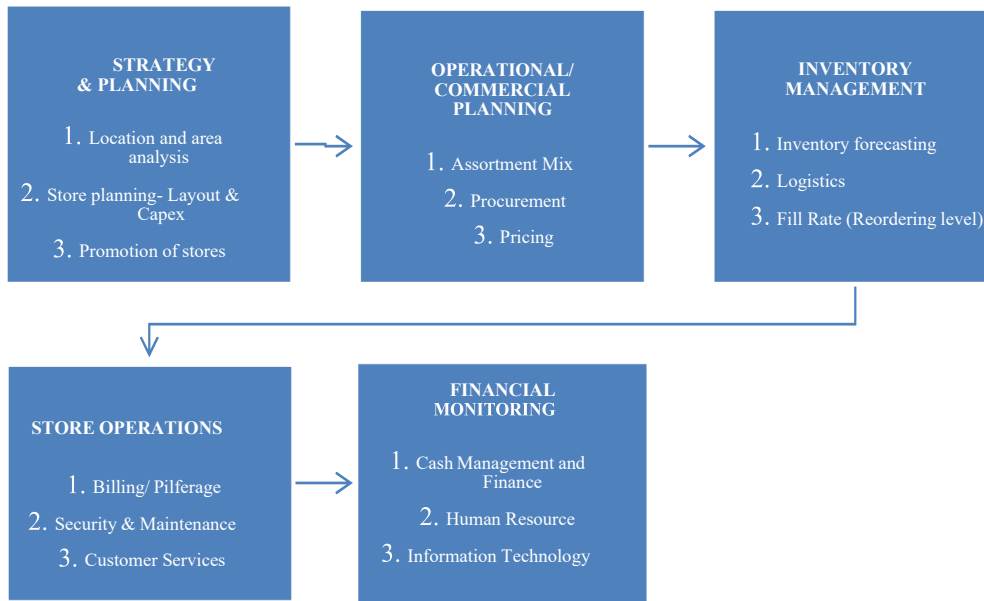 STRATEGY
& PLANNING
1. Location and area
analysis
2. Store planning- Layout &
Capex
3. Promotion of stores
OPERATIONAL/
COMMERCIAL
PLANNING
1. Assortment Mix
2. Procurement
3. Pricing
INVENTORY
MANAGEMENT
1. Inventory forecasting
2. Logistics
3. Fill Rate (Reordering level)
STORE OPERATIONS
1. Billing/ Pilferage
2. Security & Maintenance
3. Customer Services
FINANCIAL
MONITORING
1. Cash Management and
Finance
2. Human Resource
3. Information Technology